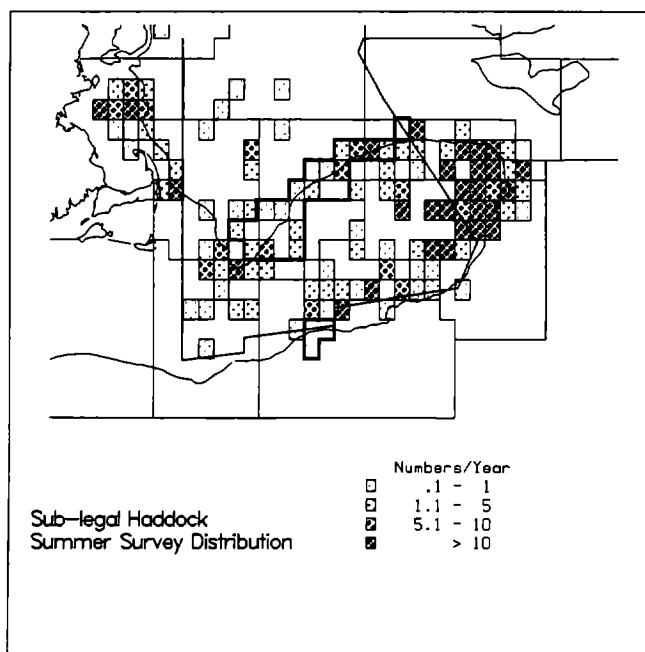 Numbers/Year
.1 - 1
1.1 - 5
5.1 - 10
> 10
Sub-legal Haddock
Summer Survey Distribution